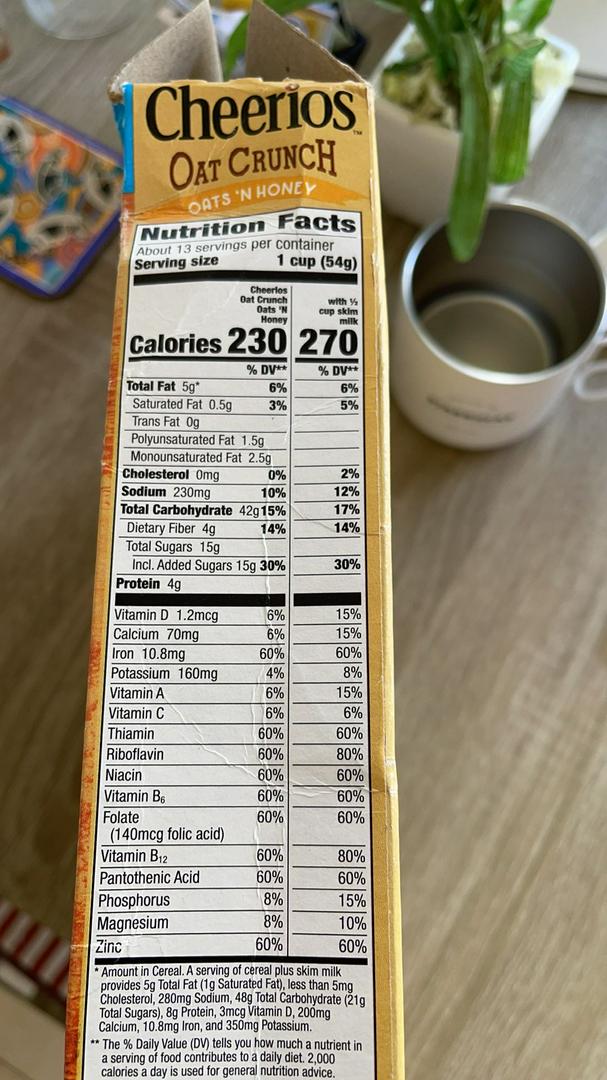 Cheerios™
OAT CRUNCH
OATS 'N HONEY
Nutrition Facts
About 13 servings per container
Serving size 1 cup (54g)
Cheerios Oat Crunch Oats 'N Honey
with ½ cup skim milk
Calories 230 270
% DV** % DV**
Total Fat 5g* 6% 6%
Saturated Fat 0.5g 3% 5%
Trans Fat 0g
Polyunsaturated Fat 1.5g
Monounsaturated Fat 2.5g
Cholesterol 0mg 0% 2%
Sodium 230mg 10% 12%
Total Carbohydrate 42g 15% 17%
Dietary Fiber 4g 14% 14%
Total Sugars 15g
Incl. Added Sugars 15g 30% 30%
Protein 4g
Vitamin D 1.2mcg 6% 15%
Calcium 70mg 6% 15%
Iron 10.8mg 60% 60%
Potassium 160mg 4% 8%
Vitamin A 6% 15%
Vitamin C 6% 6%
Thiamin 60% 60%
Riboflavin 60% 80%
Niacin 60% 60%
Vitamin B₆ 60% 60%
Folate 60% 60%
(140mcg folic acid)
Vitamin B₁₂ 60% 80%
Pantothenic Acid 60% 60%
Phosphorus 8% 15%
Magnesium 8% 10%
Zinc 60% 60%
* Amount in Cereal. A serving of cereal plus skim milk
provides 5g Total Fat (1g Saturated Fat), less than 5mg
Cholesterol, 280mg Sodium, 48g Total Carbohydrate (21g
Total Sugars), 8g Protein, 3mcg Vitamin D, 200mg
Calcium, 10.8mg Iron, and 350mg Potassium.
** The % Daily Value (DV) tells you how much a nutrient in
a serving of food contributes to a daily diet. 2,000
calories a day is used for general nutrition advice.